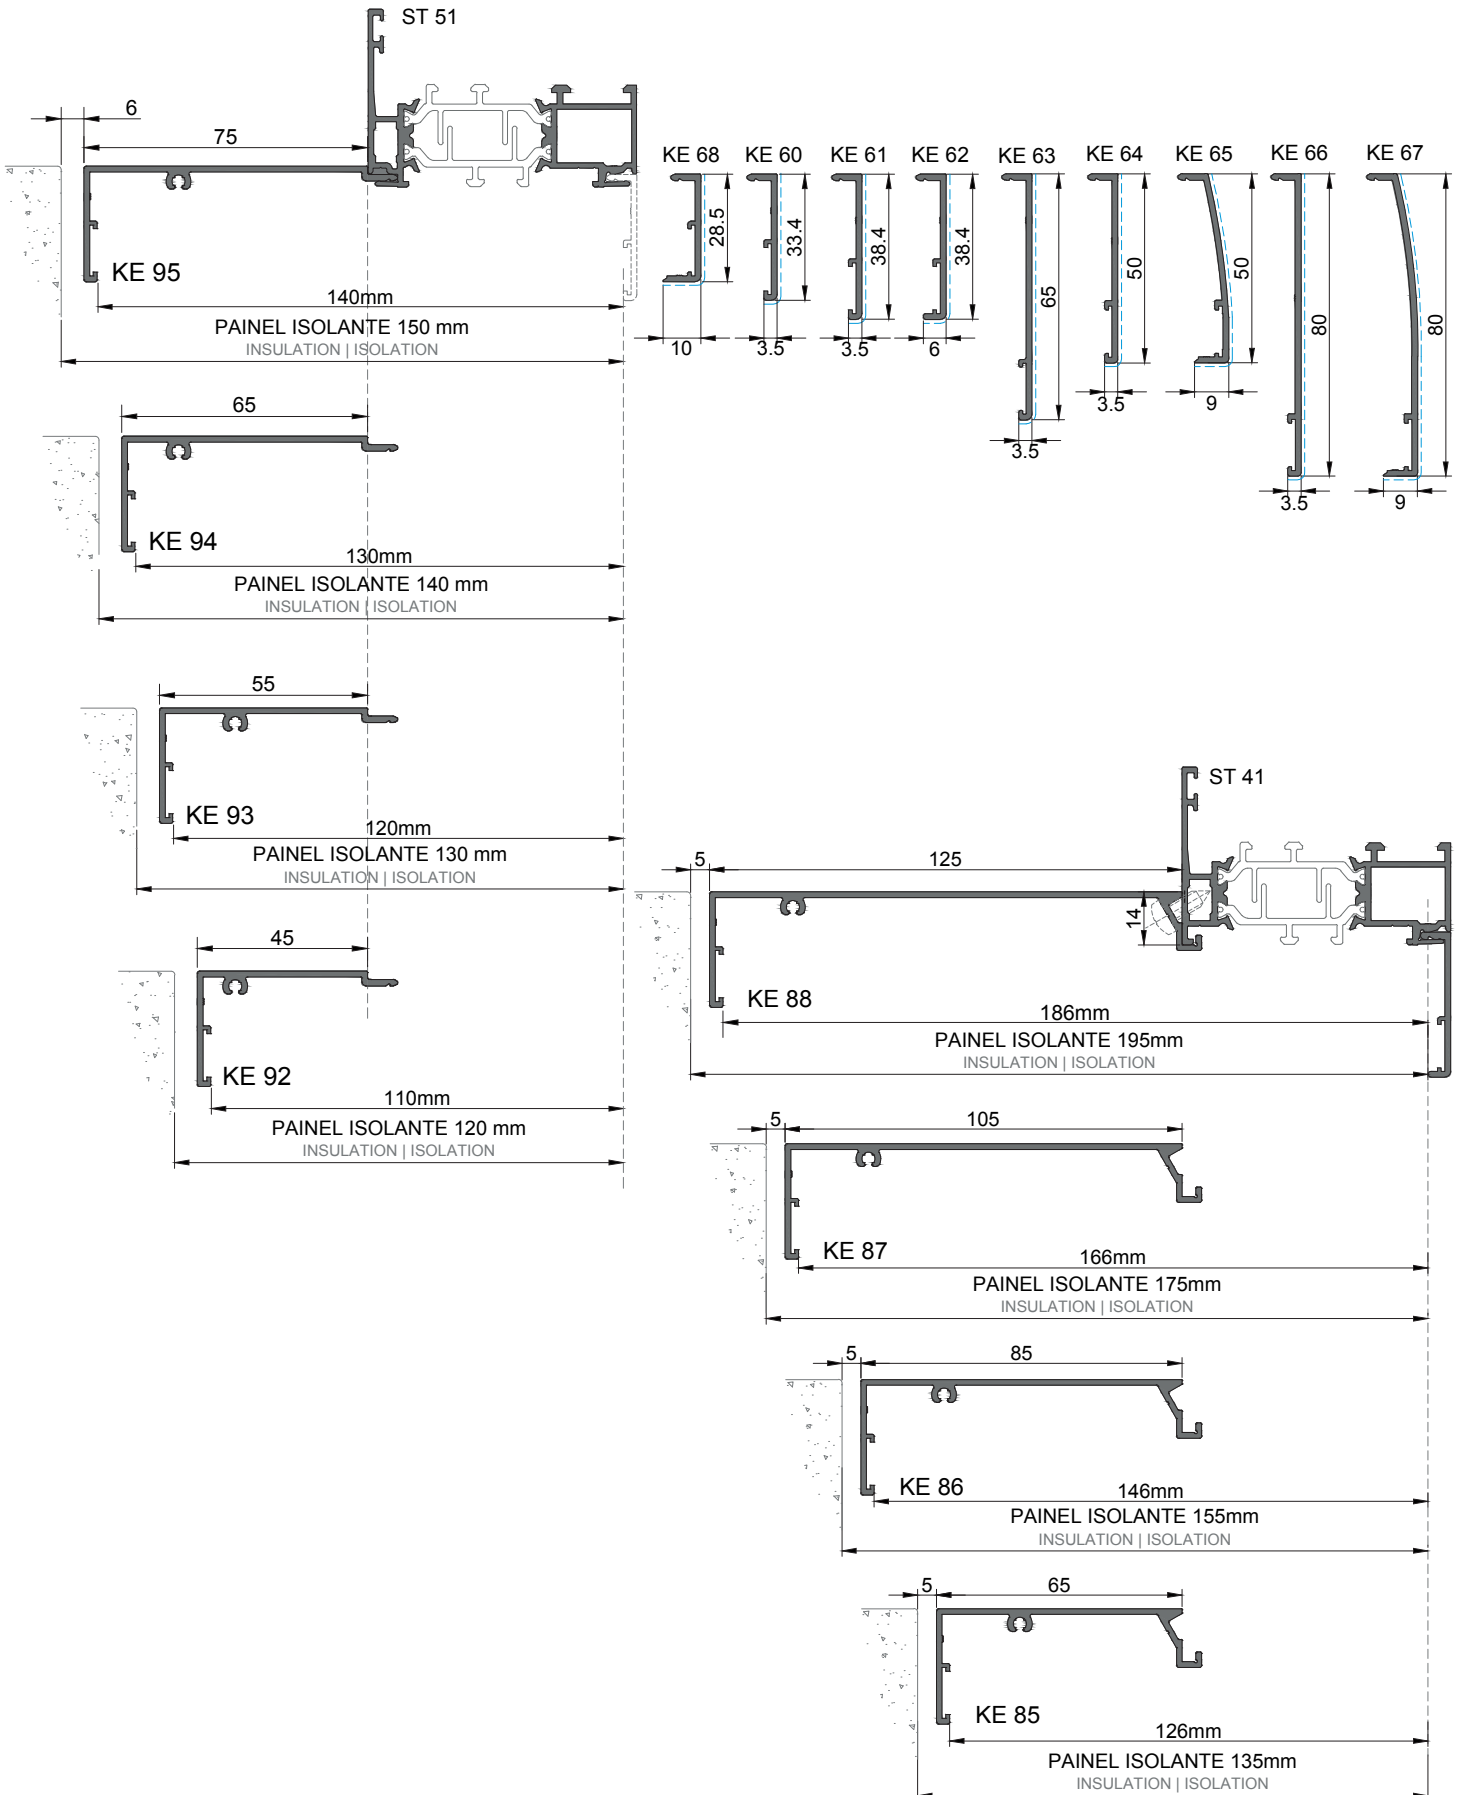 ST 51
6
75
KE 95
140mm
PAINEL ISOLANTE 150 mm
INSULATION | ISOLATION
KE 68
KE 60
KE 61
KE 62
KE 63
KE 64
KE 65
KE 66
KE 67
28.5
33.4
38.4
38.4
65
50
50
80
80
10
3.5
3.5
6
3.5
3.5
9
3.5
9
65
KE 94
130mm
PAINEL ISOLANTE 140 mm
INSULATION | ISOLATION
55
KE 93
120mm
PAINEL ISOLANTE 130 mm
INSULATION | ISOLATION
45
KE 92
110mm
PAINEL ISOLANTE 120 mm
INSULATION | ISOLATION
ST 41
5
125
14
KE 88
186mm
PAINEL ISOLANTE 195mm
INSULATION | ISOLATION
5
105
KE 87
166mm
PAINEL ISOLANTE 175mm
INSULATION | ISOLATION
5
85
KE 86
146mm
PAINEL ISOLANTE 155mm
INSULATION | ISOLATION
5
65
KE 85
126mm
PAINEL ISOLANTE 135mm
INSULATION | ISOLATION